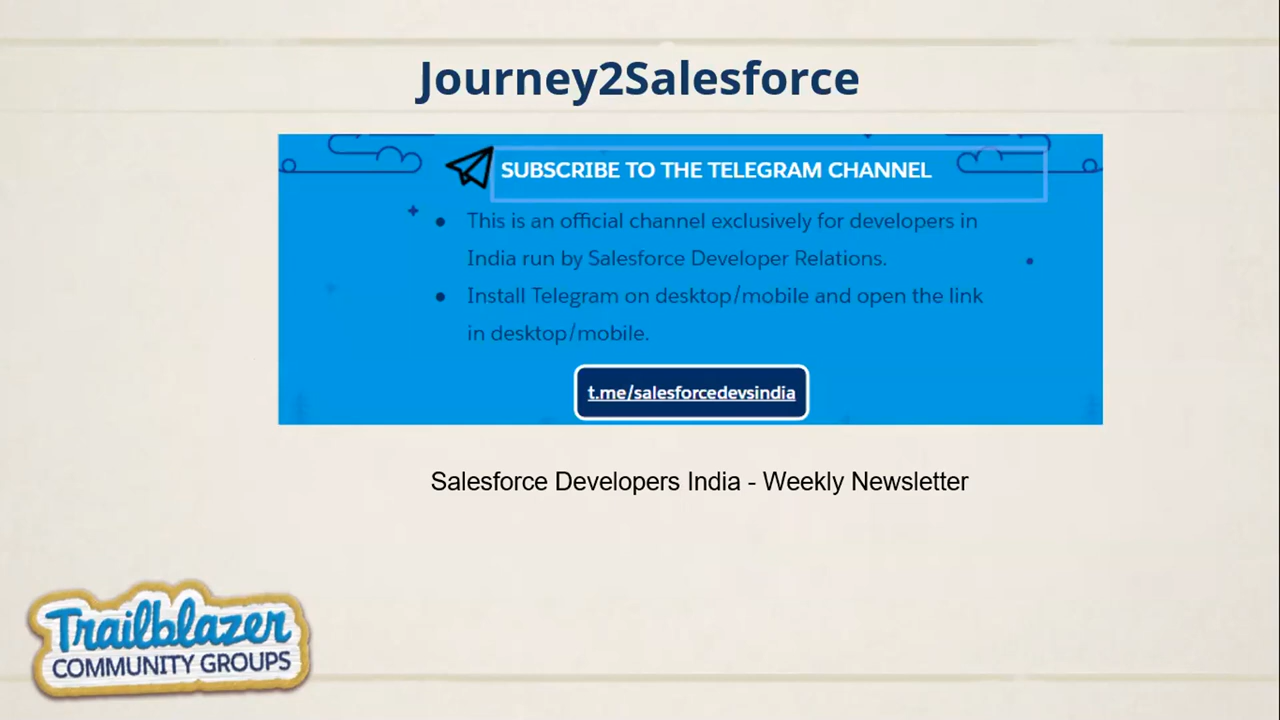 Journey2Salesforce
SUBSCRIBE TO THE TELEGRAM CHANNEL
● This is an official channel exclusively for developers in
India run by Salesforce Developer Relations.
● Install Telegram on desktop/mobile and open the link
in desktop/mobile.
t.me/salesforcedevsindia
Salesforce Developers India - Weekly Newsletter
Trailblazer
COMMUNITY GROUPS